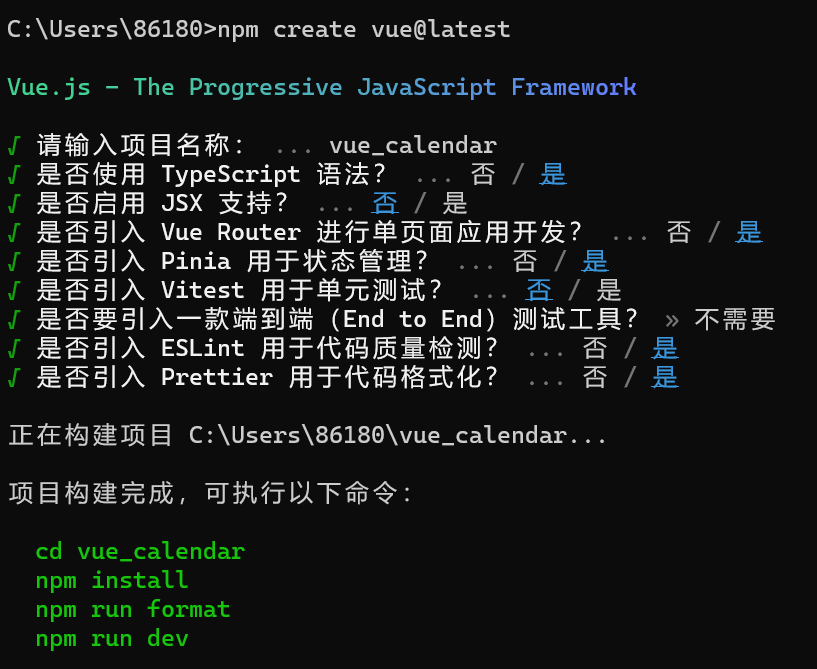 C:\Users\86180>npm create vue@latest
Vue.js - The Progressive JavaScript Framework
√ 请输入项目名称: ... vue_calendar
√ 是否使用 TypeScript 语法? ... 否 / 是
√ 是否启用 JSX 支持? ... 否 / 是
√ 是否引入 Vue Router 进行单页面应用开发? ... 否 / 是
√ 是否引入 Pinia 用于状态管理? ... 否 / 是
√ 是否引入 Vitest 用于单元测试? ... 否 / 是
√ 是否要引入一款端到端（End to End）测试工具? » 不需要
√ 是否引入 ESLint 用于代码质量检测? ... 否 / 是
√ 是否引入 Prettier 用于代码格式化? ... 否 / 是
正在构建项目 C:\Users\86180\vue_calendar...
项目构建完成，可执行以下命令:
cd vue_calendar
npm install
npm run format
npm run dev